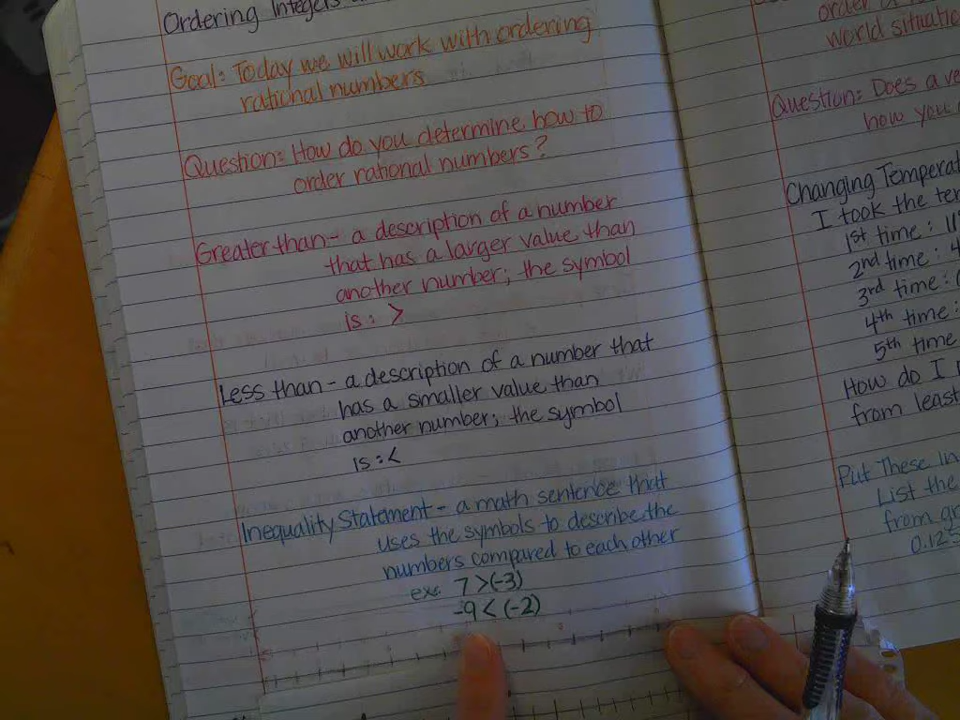 Ordering Integers
Goal: Today we will work with ordering
rational numbers
Question: How do you determine how to
order rational numbers?
Greater than - a description of a number
that has a larger value than
another number; the symbol
is: >
Less than - a description of a number that
has a smaller value than
another number; the symbol
is: <
Inequality Statement - a math sentence that
uses the symbols to describe the
numbers compared to each other
exs. 7 > (-3)
-9 < (-2)
order
world
Question: Does a
how you
Changing
I took the
1st time:
2nd time: 4
3rd time:
4th time:
5th time
How do I
from least
Put These in
List the
from
0.125